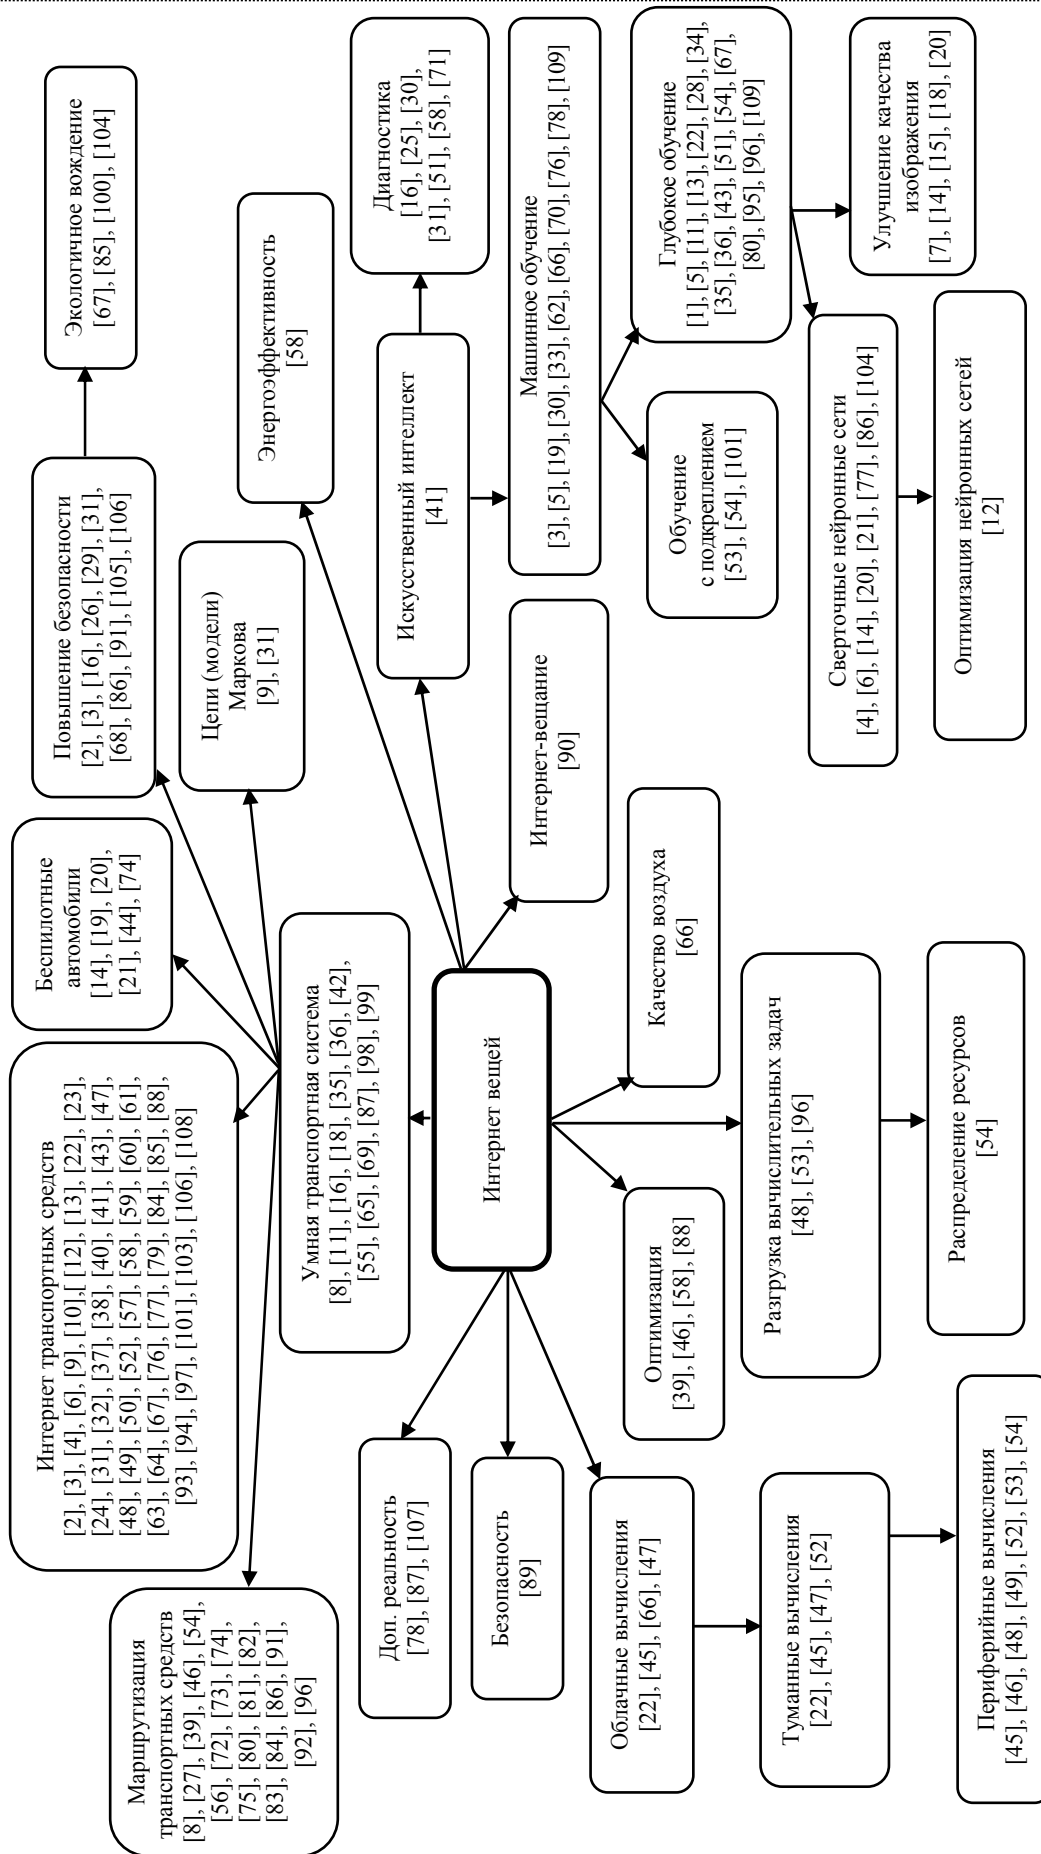 Маршрутизация
транспортных средств
[8], [27], [39], [46], [54],
[56], [72], [73], [74],
[75], [80], [81], [82],
[83], [84], [86], [91],
[92], [96]
Интернет транспортных средств
[2], [3], [4], [6], [9], [10],[ [12], [13], [22], [23],
[24], [31], [32], [37], [38], [40], [41], [43], [47],
[48], [49], [50], [52], [57], [58], [59], [60], [61],
[63], [64], [67], [76], [77], [79], [84], [85], [88],
[93], [94], [97], [101], [103], [106], [108]
Беспилотные
автомобили
[14], [19], [20],
[21], [44], [74]
Повышение безопасности
[2], [3], [16], [26], [29], [31],
[68], [86], [91], [105], [106]
Экологичное вождение
[67], [85], [100], [104]
Цепи (модели)
Маркова
[9], [31]
Энергоэффективность
[58]
Умная транспортная система
[8], [11], [16], [18], [35], [36], [42],
[55], [65], [69], [87], [98], [99]
Доп. реальность
[78], [87], [107]
Искусственный интеллект
[41]
Диагностика
[16], [25], [30],
[31], [51], [58], [71]
Безопасность
[89]
Интернет вещей
Интернет-вещание
[90]
Машинное обучение
[3], [5], [19], [30], [33], [62], [66], [70], [76], [78], [109]
Облачные вычисления
[22], [45], [66], [47]
Оптимизация
[39], [46], [58], [88]
Качество воздуха
[66]
Обучение
с подкреплением
[53], [54], [101]
Глубокое обучение
[1], [5], [11], [13], [22], [28], [34],
[35], [36], [43], [51], [54], [67],
[80], [95], [96], [109]
Туманные вычисления
[22], [45], [47], [52]
Разгрузка вычислительных задач
[48], [53], [96]
Сверточные нейронные сети
[4], [6], [14], [20], [21], [77], [86], [104]
Улучшение качества
изображения
[7], [14], [15], [18], [20]
Периферийные вычисления
[45], [46], [48], [49], [52], [53], [54]
Распределение ресурсов
[54]
Оптимизация нейронных сетей
[12]